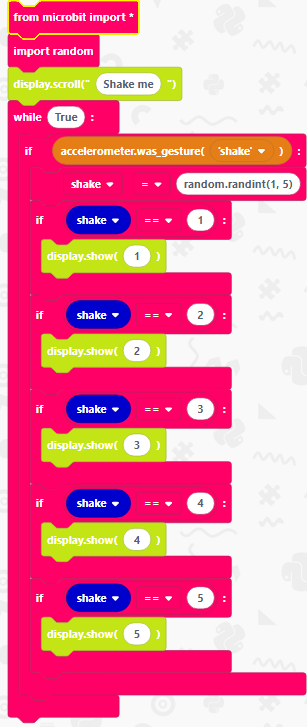 from microbit import *
import random
display.scroll(" Shake me ")
while True :
if accelerometer.was_gesture( 'shake' ) :
shake = random.randint(1, 5)
if shake == 1 :
display.show( 1 )
if shake == 2 :
display.show( 2 )
if shake == 3 :
display.show( 3 )
if shake == 4 :
display.show( 4 )
if shake == 5 :
display.show( 5 )